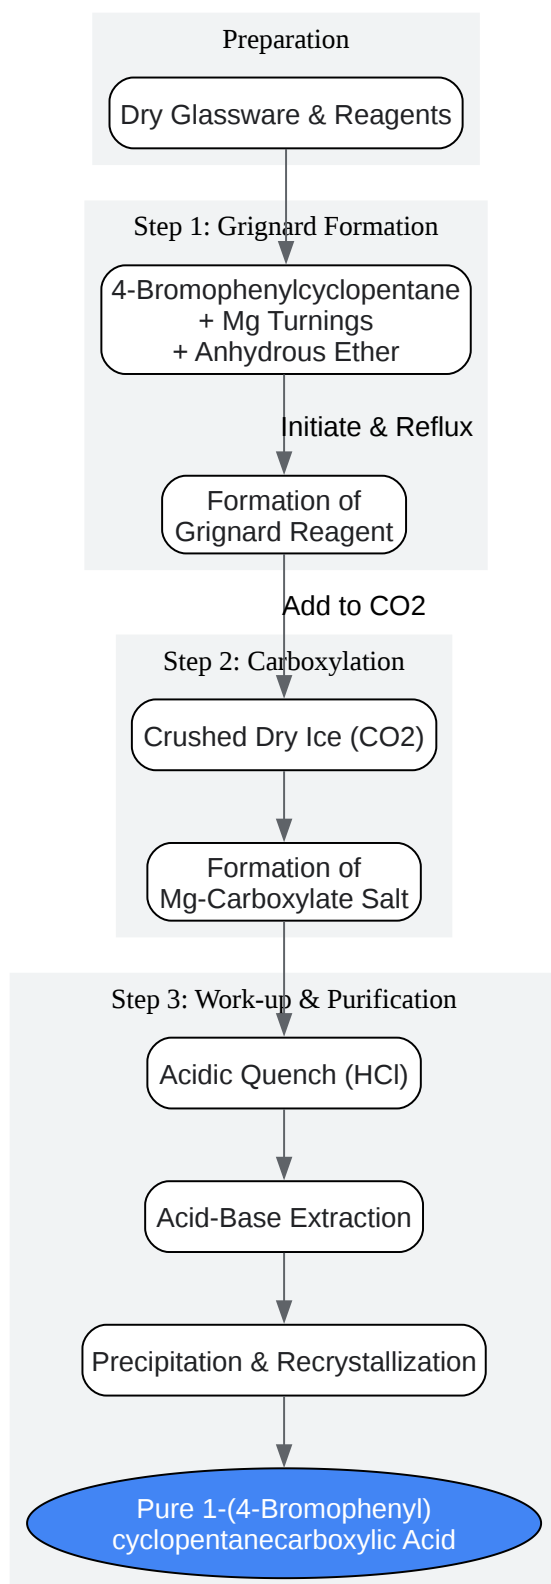 Preparation
Dry Glassware & Reagents
Step 1: Grignard Formation
4-Bromophenylcyclopentane
+ Mg Turnings
+ Anhydrous Ether
Initiate & Reflux
Formation of
Grignard Reagent
Add to CO2
Step 2: Carboxylation
Crushed Dry Ice (CO2)
Formation of
Mg-Carboxylate Salt
Step 3: Work-up & Purification
Acidic Quench (HCl)
Acid-Base Extraction
Precipitation & Recrystallization
Pure 1-(4-Bromophenyl)
cyclopentanecarboxylic Acid